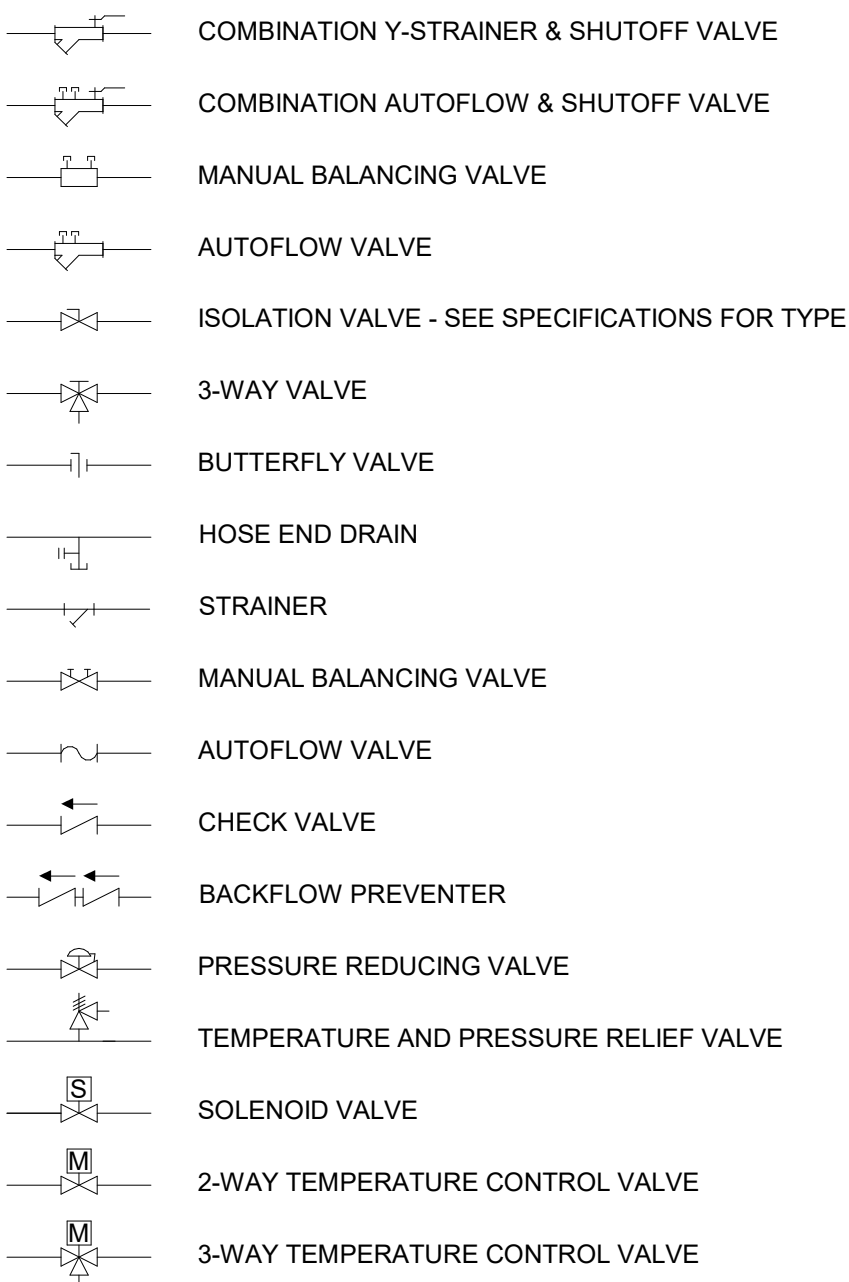 COMBINATION Y-STRAINER & SHUTOFF VALVE
COMBINATION AUTOFLOW & SHUTOFF VALVE
MANUAL BALANCING VALVE
AUTOFLOW VALVE
ISOLATION VALVE - SEE SPECIFICATIONS FOR TYPE
3-WAY VALVE
BUTTERFLY VALVE
HOSE END DRAIN
STRAINER
MANUAL BALANCING VALVE
AUTOFLOW VALVE
CHECK VALVE
BACKFLOW PREVENTER
PRESSURE REDUCING VALVE
TEMPERATURE AND PRESSURE RELIEF VALVE
S SOLENOID VALVE
M 2-WAY TEMPERATURE CONTROL VALVE
M 3-WAY TEMPERATURE CONTROL VALVE